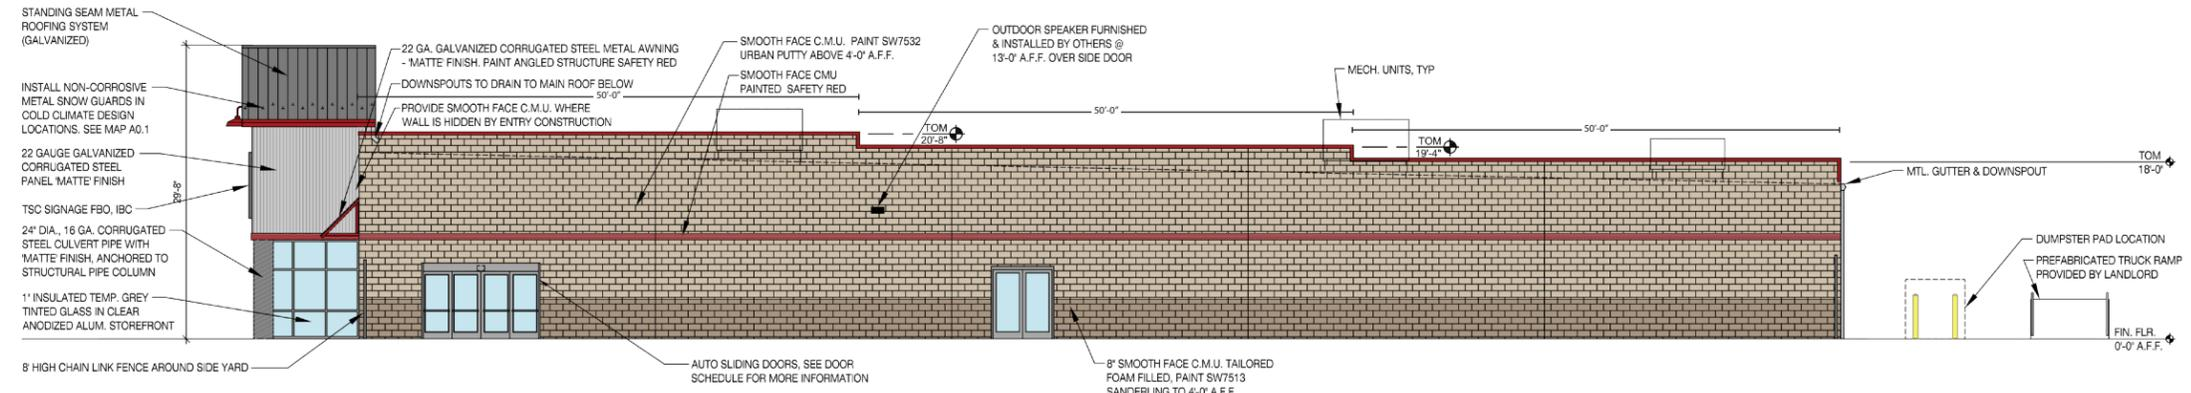 STANDING SEAM METAL
ROOFING SYSTEM
(GALVANIZED)
INSTALL NON-CORROSIVE
METAL SNOW GUARDS IN
COLD CLIMATE DESIGN
LOCATIONS. SEE MAP A0.1
22 GAUGE GALVANIZED
CORRUGATED STEEL
PANEL 'MATTE' FINISH
TSC SIGNAGE FBO, IBC
24" DIA., 16 GA. CORRUGATED
STEEL CULVERT PIPE WITH
'MATTE' FINISH, ANCHORED TO
STRUCTURAL PIPE COLUMN
1" INSULATED TEMP. GREY
TINTED GLASS IN CLEAR
ANODIZED ALUM. STOREFRONT
8' HIGH CHAIN LINK FENCE AROUND SIDE YARD
29'-8"
22 GA. GALVANIZED CORRUGATED STEEL METAL AWNING
- 'MATTE' FINISH. PAINT ANGLED STRUCTURE SAFETY RED
DOWNSPOUTS TO DRAIN TO MAIN ROOF BELOW
50'-0"
PROVIDE SMOOTH FACE C.M.U. WHERE
WALL IS HIDDEN BY ENTRY CONSTRUCTION
SMOOTH FACE C.M.U. PAINT SW7532
URBAN PUTTY ABOVE 4'-0" A.F.F.
SMOOTH FACE CMU
PAINTED SAFETY RED
OUTDOOR SPEAKER FURNISHED
& INSTALLED BY OTHERS @
13'-0" A.F.F. OVER SIDE DOOR
50'-0"
TOM
20'-8"
MECH. UNITS, TYP
50'-0"
TOM
19'-4"
TOM
18'-0"
MTL. GUTTER & DOWNSPOUT
DUMPSTER PAD LOCATION
PREFABRICATED TRUCK RAMP
PROVIDED BY LANDLORD
FIN. FLR.
0'-0" A.F.F.
AUTO SLIDING DOORS, SEE DOOR
SCHEDULE FOR MORE INFORMATION
8" SMOOTH FACE C.M.U. TAILORED
FOAM FILLED, PAINT SW7513
SANDERLING TO 4'-0" A.F.F.